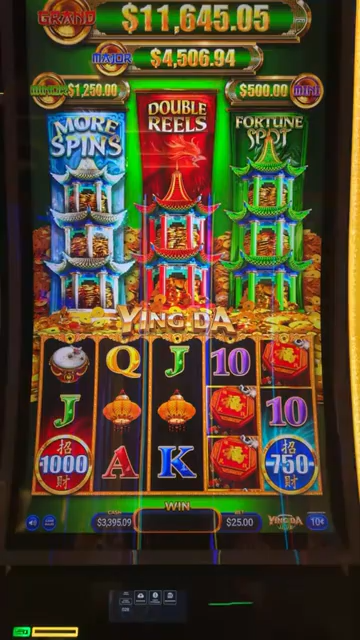 GRAND
$11,645.05
MAJOR
$4,506.94
$1,250.00
$500.00
MINI
MORE
SPINS
DOUBLE
REELS
FORTUNE
SPOT
YING DA
Q J 10
J 10
招 1000 財
A K
招 750 財
福
福
WIN
CASH
$3,395.09
BET
$25.00
YING DA
10¢